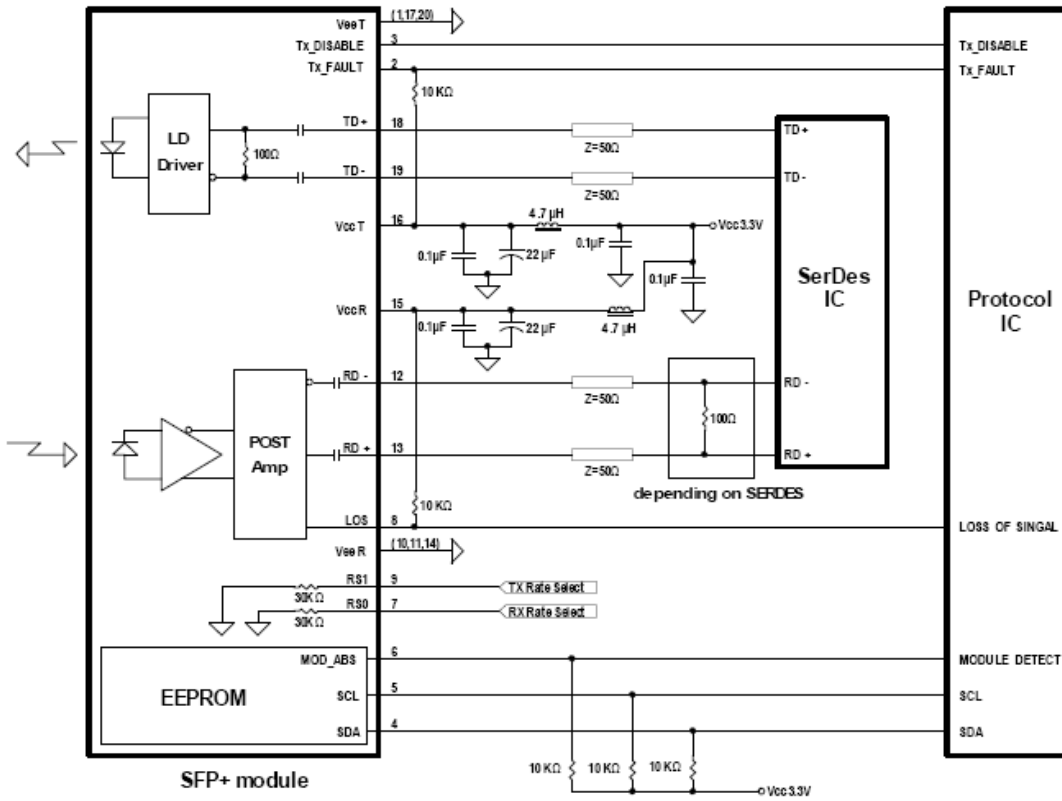 VeeT
(1,17,20)
Tx_DISABLE
3
Tx_DISABLE
Tx_FAULT
2
Tx_FAULT
10 KΩ
LD
Driver
100Ω
TD+
18
Z=50Ω
TD+
TD-
19
Z=50Ω
TD-
VccT
16
4.7 µH
Vcc3.3V
0.1µF
22 µF
0.1µF
0.1µF
SerDes
IC
Protocol
IC
VccR
15
0.1µF
22 µF
4.7 µH
RD -
12
Z=50Ω
RD -
100Ω
POST
Amp
RD +
13
Z=50Ω
RD +
depending on SERDES
10 KΩ
LOS
8
LOSS OF SINGAL
VeeR
(10,11,14)
RS1
9
TX Rate Select
30KΩ
RS0
7
RX Rate Select
30KΩ
MOD_ABS
6
MODULE DETECT
EEPROM
SCL
5
SCL
SDA
4
SDA
10 KΩ
10 KΩ
10 KΩ
Vcc3.3V
SFP+ module